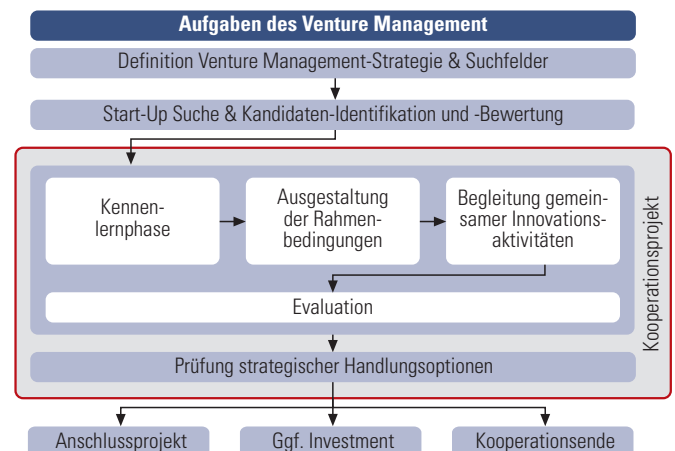 Aufgaben des Venture Management
Definition Venture Management-Strategie & Suchfelder
Start-Up Suche & Kandidaten-Identifikation und -Bewertung
Kennen-
lernphase
Ausgestaltung
der Rahmen-
bedingungen
Begleitung gemein-
samer Innovations-
aktivitäten
Evaluation
Kooperationsprojekt
Prüfung strategischer Handlungsoptionen
Anschlussprojekt
Ggf. Investment
Kooperationsende